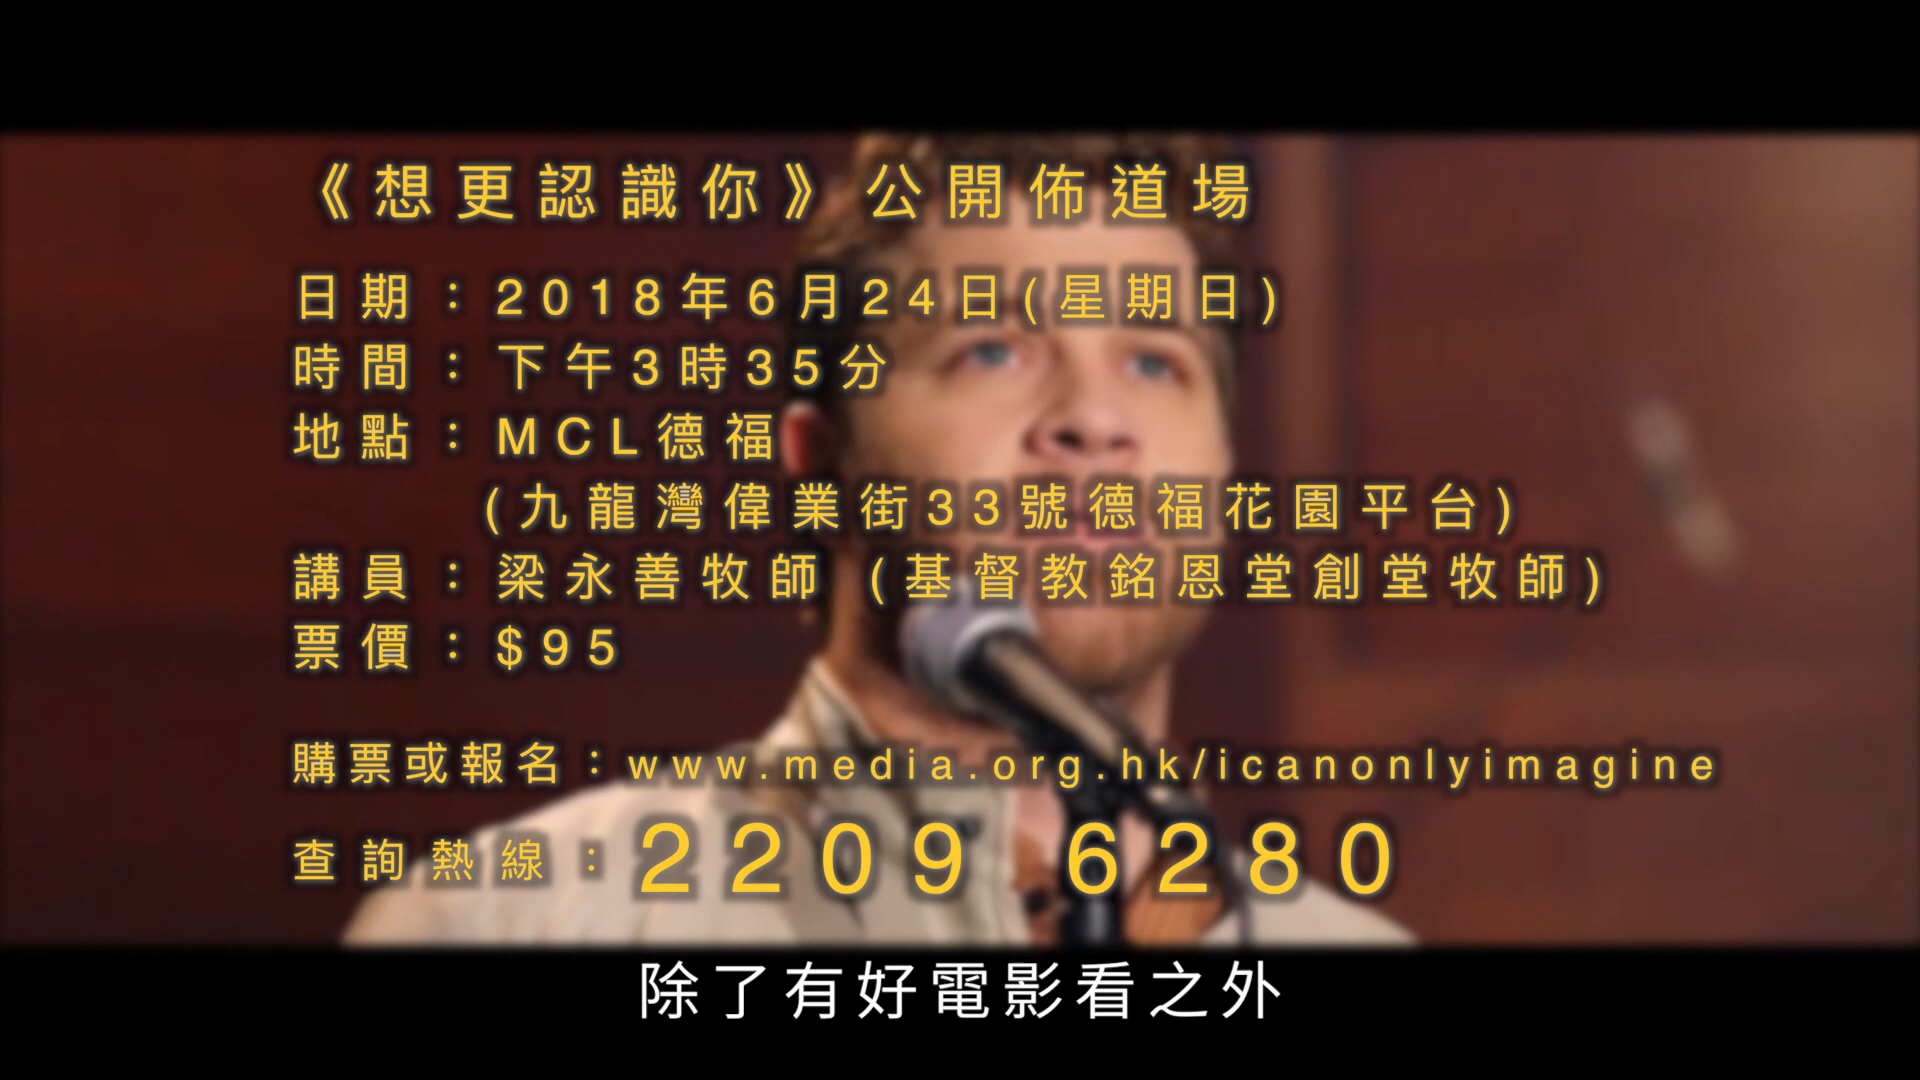 《想更認識你》公開佈道場
日期：2018年6月24日(星期日)
時間：下午3時35分
地點：MCL德福
(九龍灣偉業街33號德福花園平台)
講員：梁永善牧師 (基督教銘恩堂創堂牧師)
票價：$95
購票或報名：www.media.org.hk/icanonlyimagine
查詢熱線：2209 6280
除了有好電影看之外